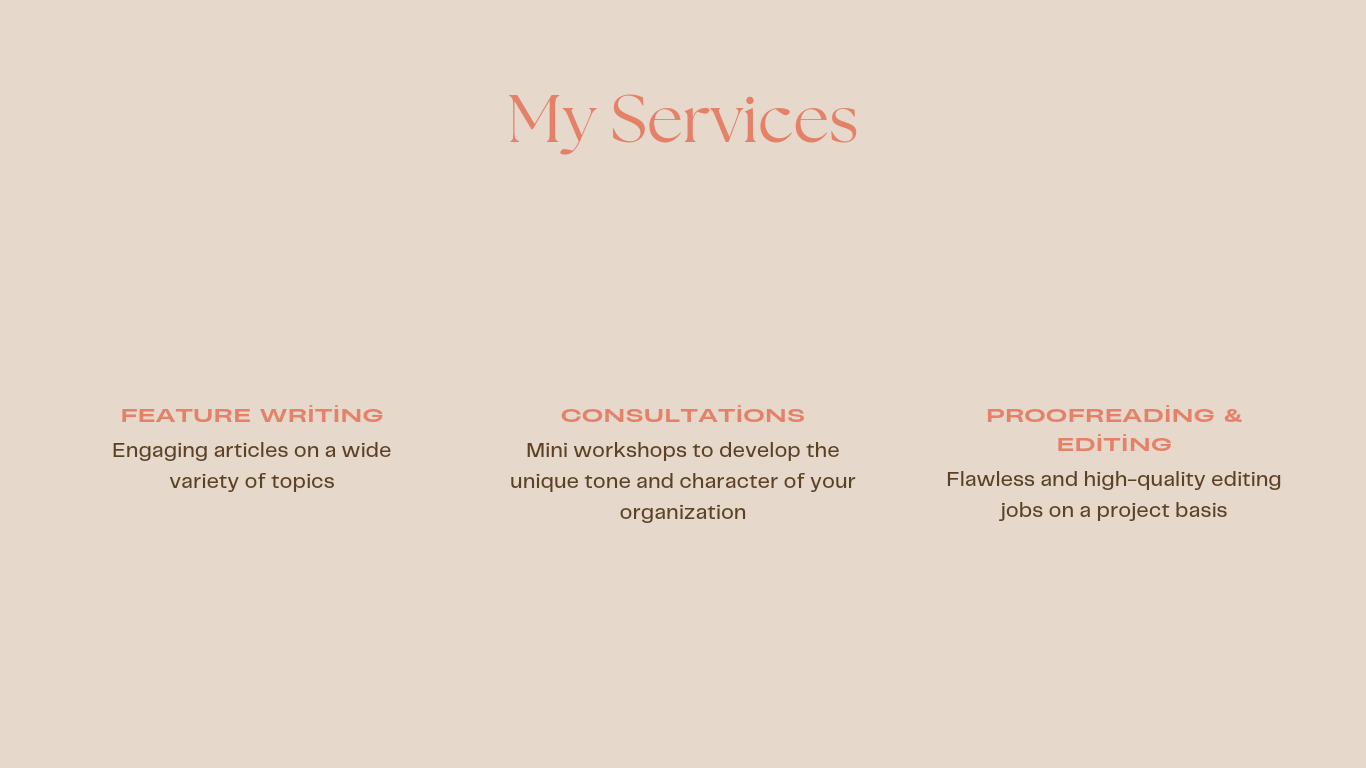 My Services
FEATURE WRİTİNG
Engaging articles on a wide
variety of topics
CONSULTATİONS
Mini workshops to develop the
unique tone and character of your
organization
PROOFREADİNG &
EDİTİNG
Flawless and high-quality editing
jobs on a project basis